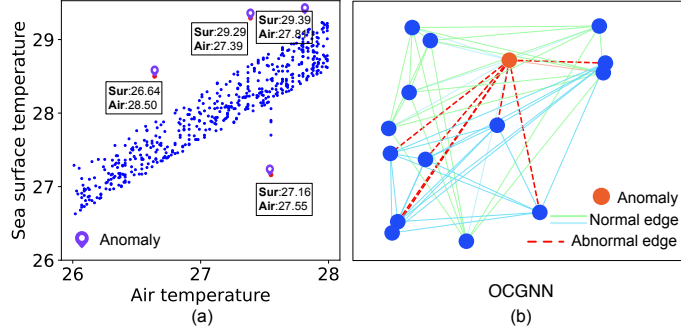 Sea surface temperature
29
28
27
26
26
27
28
Air temperature
(a)
Sur:29.29
Air:27.39
Sur:29.39
Air:27.84
Sur:26.64
Air:28.50
Sur:27.16
Air:27.55
Anomaly
Anomaly
Normal edge
Abnormal edge
OCGNN
(b)